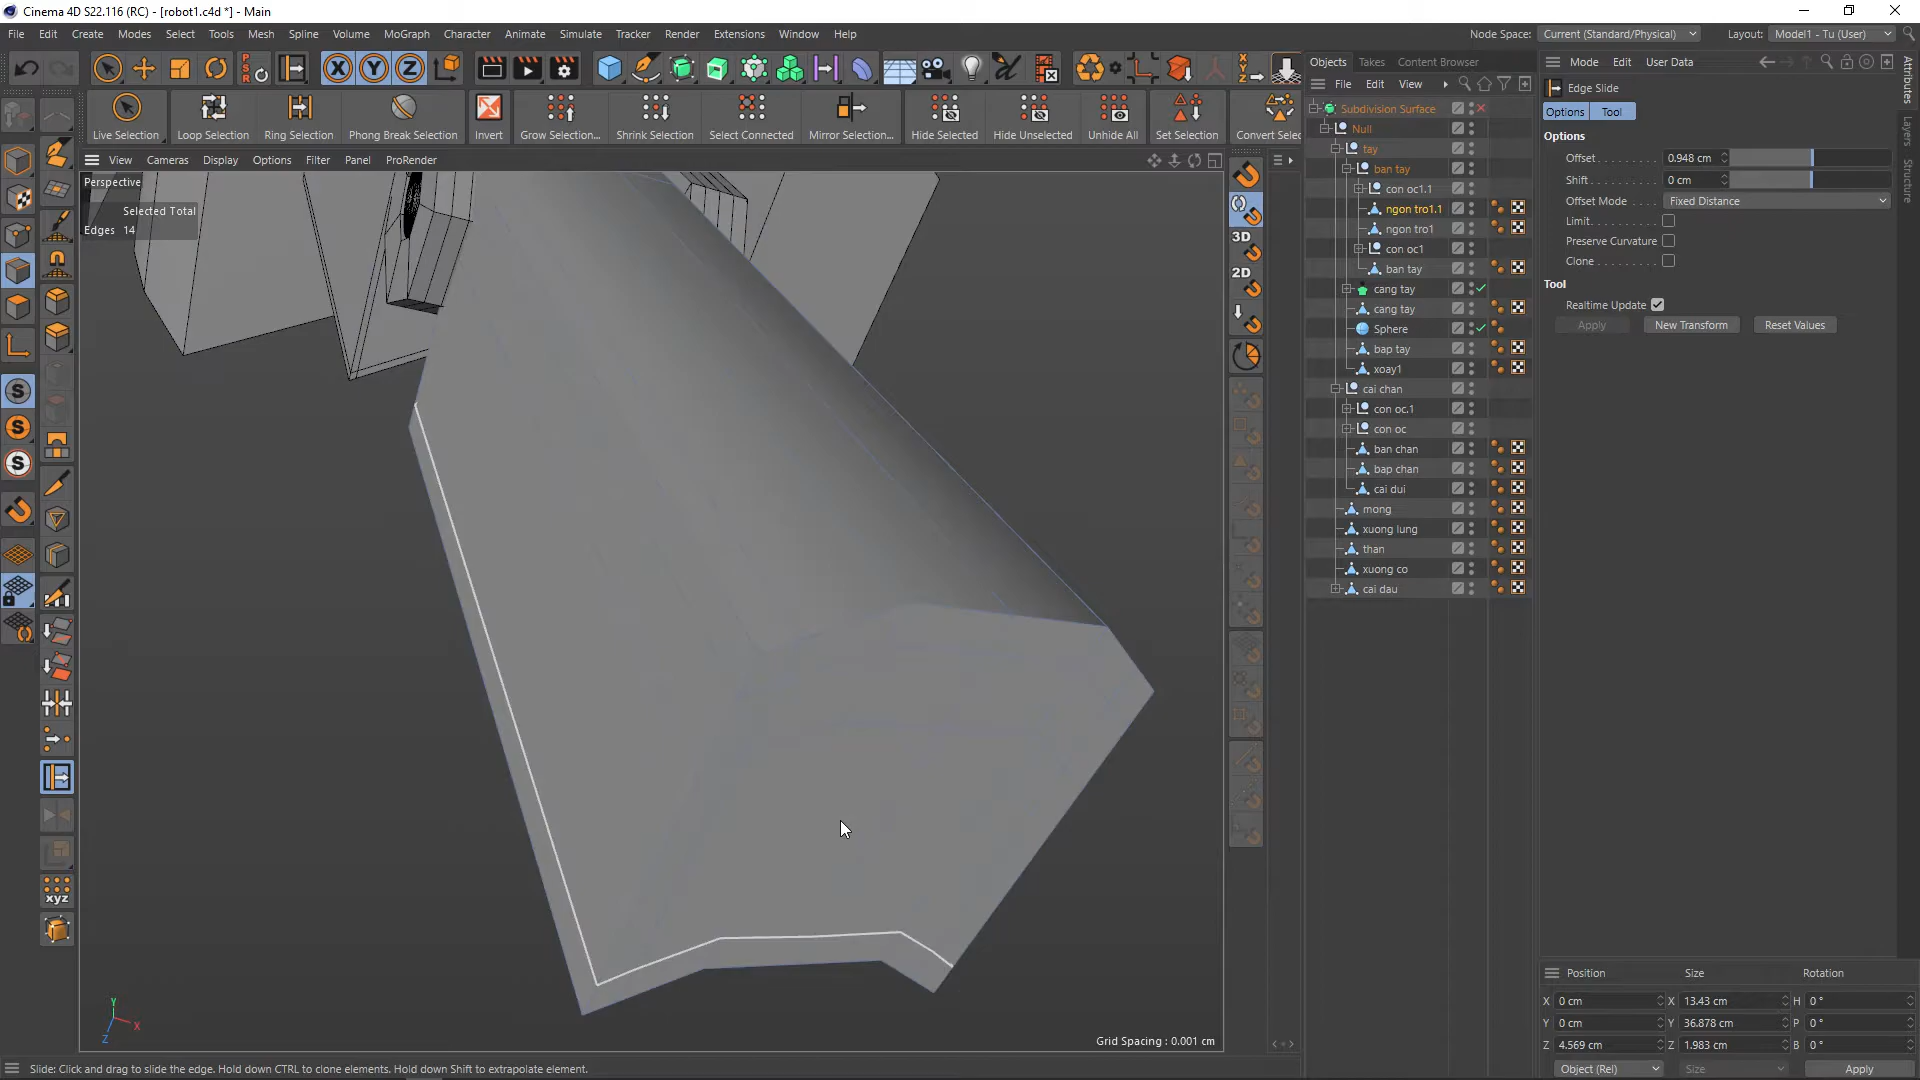 Cinema 4D S22.116 (RC) - [robot1.c4d *] - Main
File Edit Create Modes Select Tools Mesh Spline Volume MoGraph Character Animate Simulate Tracker Render Extensions Window Help
Node Space: Current (Standard/Physical) Layout: Model1 - Tu (User)
PSR
X Y Z
Live Selection Loop Selection Ring Selection Phong Break Selection Invert Grow Selection... Shrink Selection Select Connected Mirror Selection... Hide Selected Hide Unselected Unhide All Set Selection Convert Selec
View Cameras Display Options Filter Panel ProRender
Perspective
Selected Total
Edges 14
3D
2D
S
S
S
xyz
Y
X
Z
Grid Spacing : 0.001 cm
Slide: Click and drag to slide the edge. Hold down CTRL to clone elements. Hold down Shift to extrapolate element.
Objects Takes Content Browser
File Edit View
Subdivision Surface
Null
tay
ban tay
con oc1.1
ngon tro1.1
ngon tro1
con oc1
ban tay
cang tay
cang tay
Sphere
bap tay
xoay1
cai chan
con oc.1
con oc
ban chan
bap chan
cai dui
mong
xuong lung
than
xuong co
cai dau
Mode Edit User Data
Edge Slide
Options Tool
Options
Offset 0.948 cm
Shift 0 cm
Offset Mode Fixed Distance
Limit
Preserve Curvature
Clone
Tool
Realtime Update
Apply New Transform Reset Values
Attributes
Layers
Structure
Position Size Rotation
X 0 cm X 13.43 cm H 0 °
Y 0 cm Y 36.878 cm P 0 °
Z 4.569 cm Z 1.983 cm B 0 °
Object (Rel) Size Apply